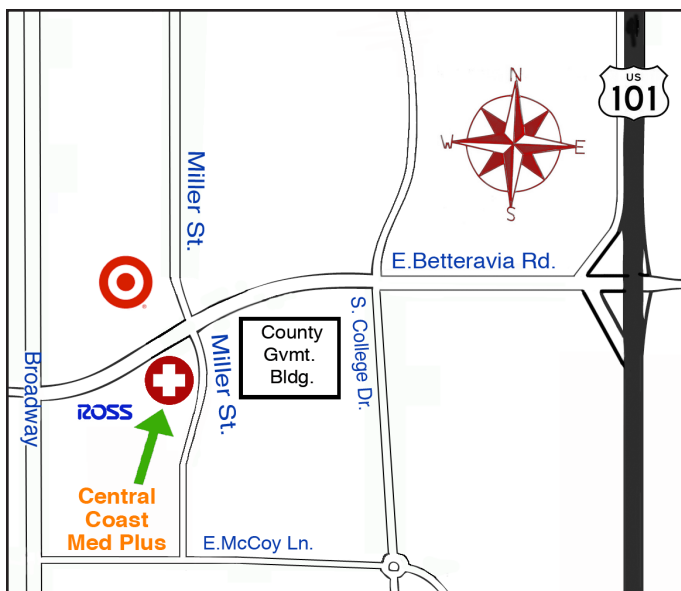 US
101
N
W
E
S
Miller St.
E.Betteravia Rd.
County
Gvmt.
Bldg.
S. College Dr.
Miller St.
Broadway
ROSS
Central
Coast
Med Plus
E.McCoy Ln.